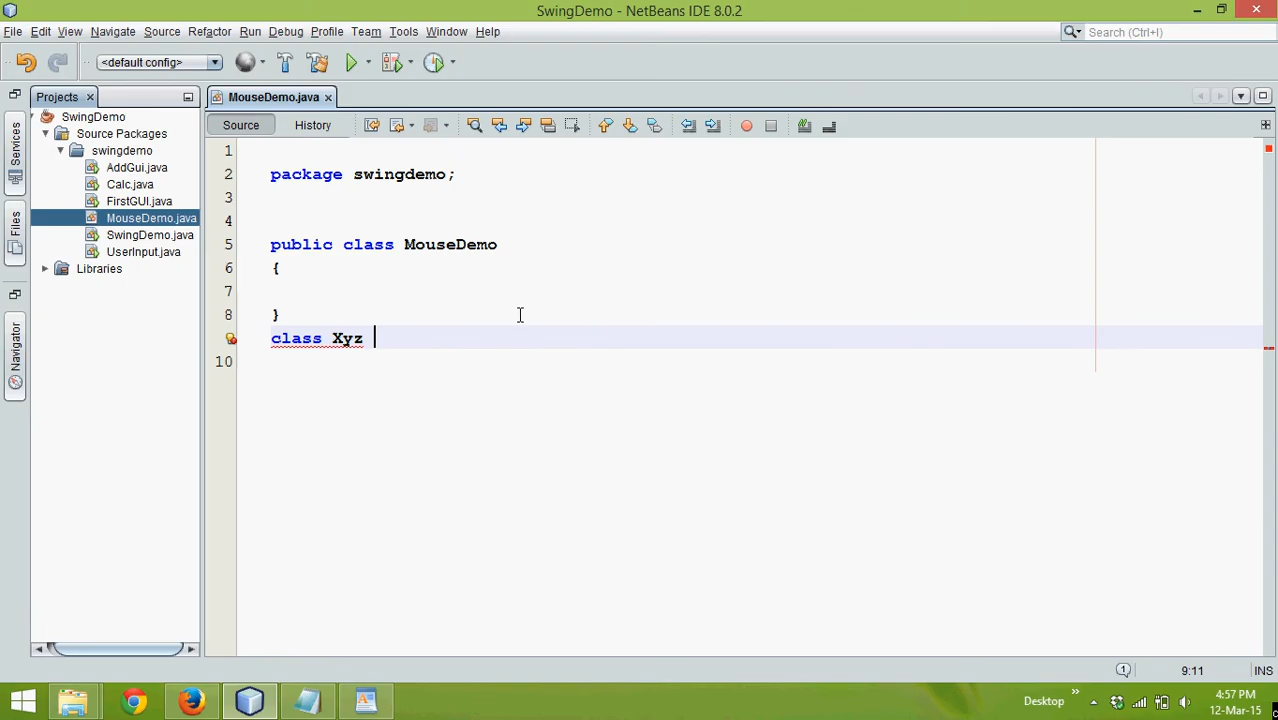 SwingDemo - NetBeans IDE 8.0.2
File Edit View Navigate Source Refactor Run Debug Profile Team Tools Window Help
Search (Ctrl+I)
<default config>
Projects
MouseDemo.java
Source History
Services
Files
Navigator
SwingDemo
Source Packages
swingdemo
AddGui.java
Calc.java
FirstGUI.java
MouseDemo.java
SwingDemo.java
UserInput.java
Libraries
1
2 package swingdemo;
3
4
5 public class MouseDemo
6 {
7
8 }
class Xyz
10
1
9:11
INS
Desktop
4:57 PM
12-Mar-15